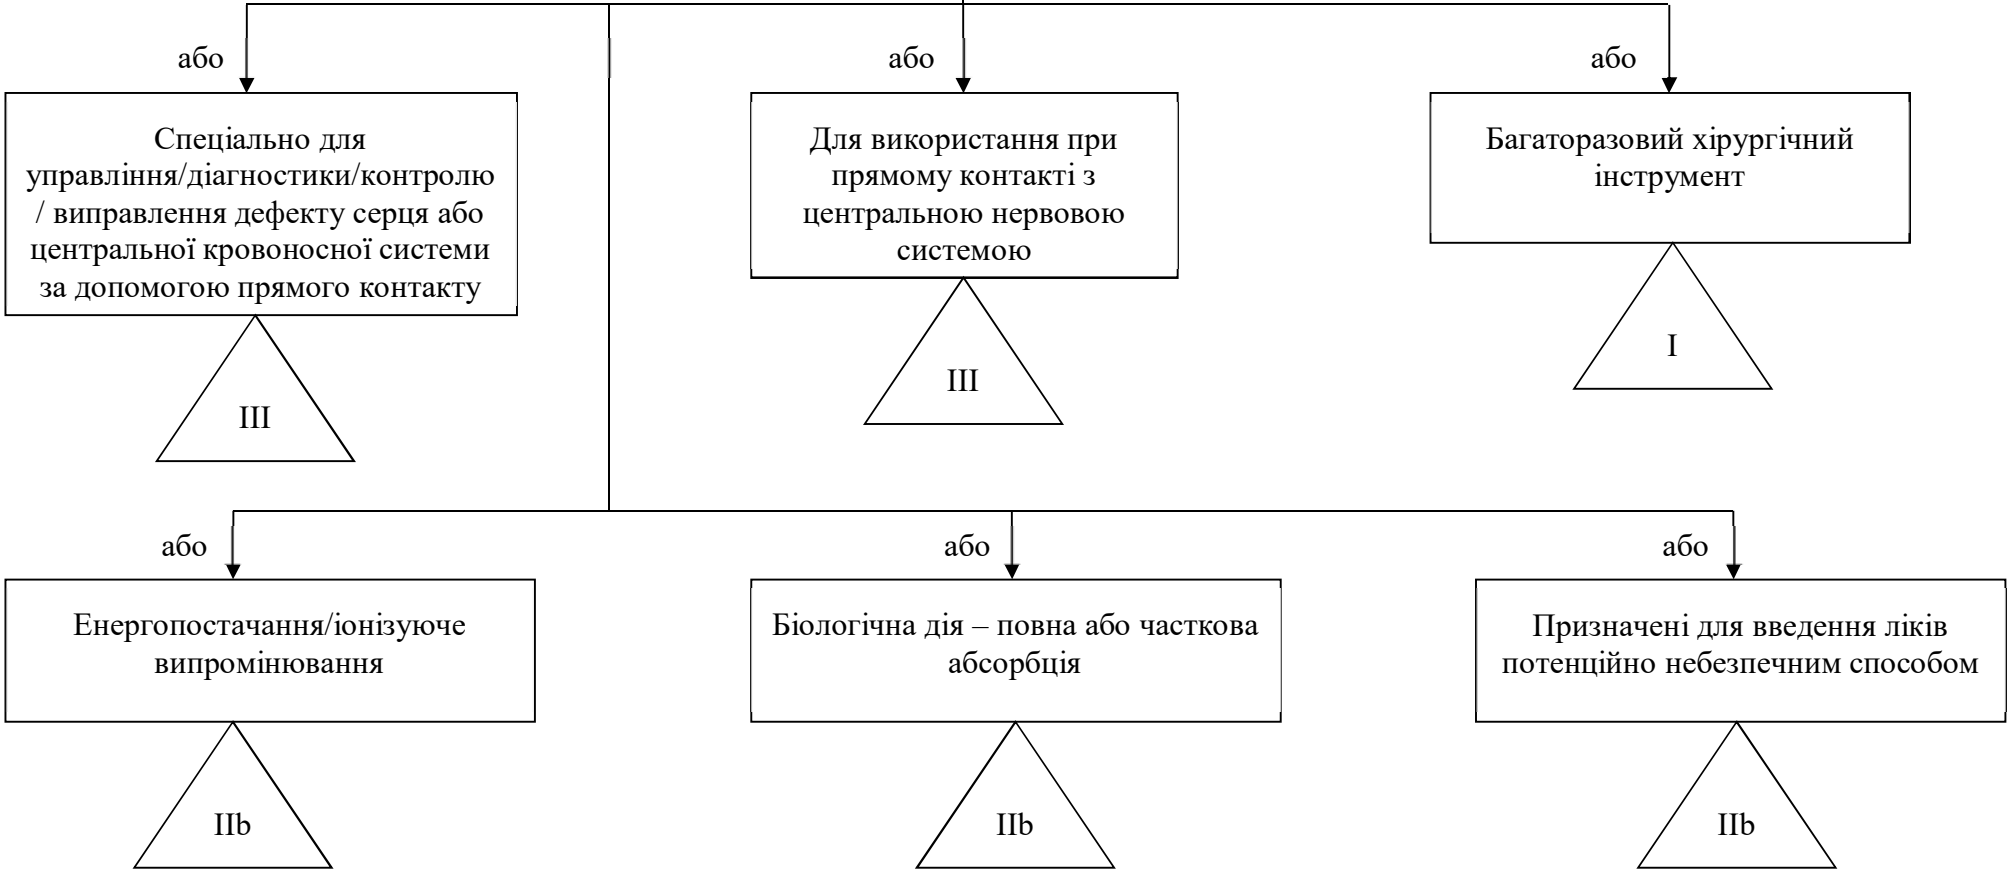 або
або
або
Спеціально для
управління/діагностики/контролю
/ виправлення дефекту серця або
центральної кровоносної системи
за допомогою прямого контакту
Для використання при
прямому контакті з
центральною нервовою
системою
Багаторазовий хірургічний
інструмент
III
III
I
або
або
або
Енергопостачання/іонізуюче
випромінювання
Біологічна дія – повна або часткова
абсорбція
Призначені для введення ліків
потенційно небезпечним способом
IIb
IIb
IIb